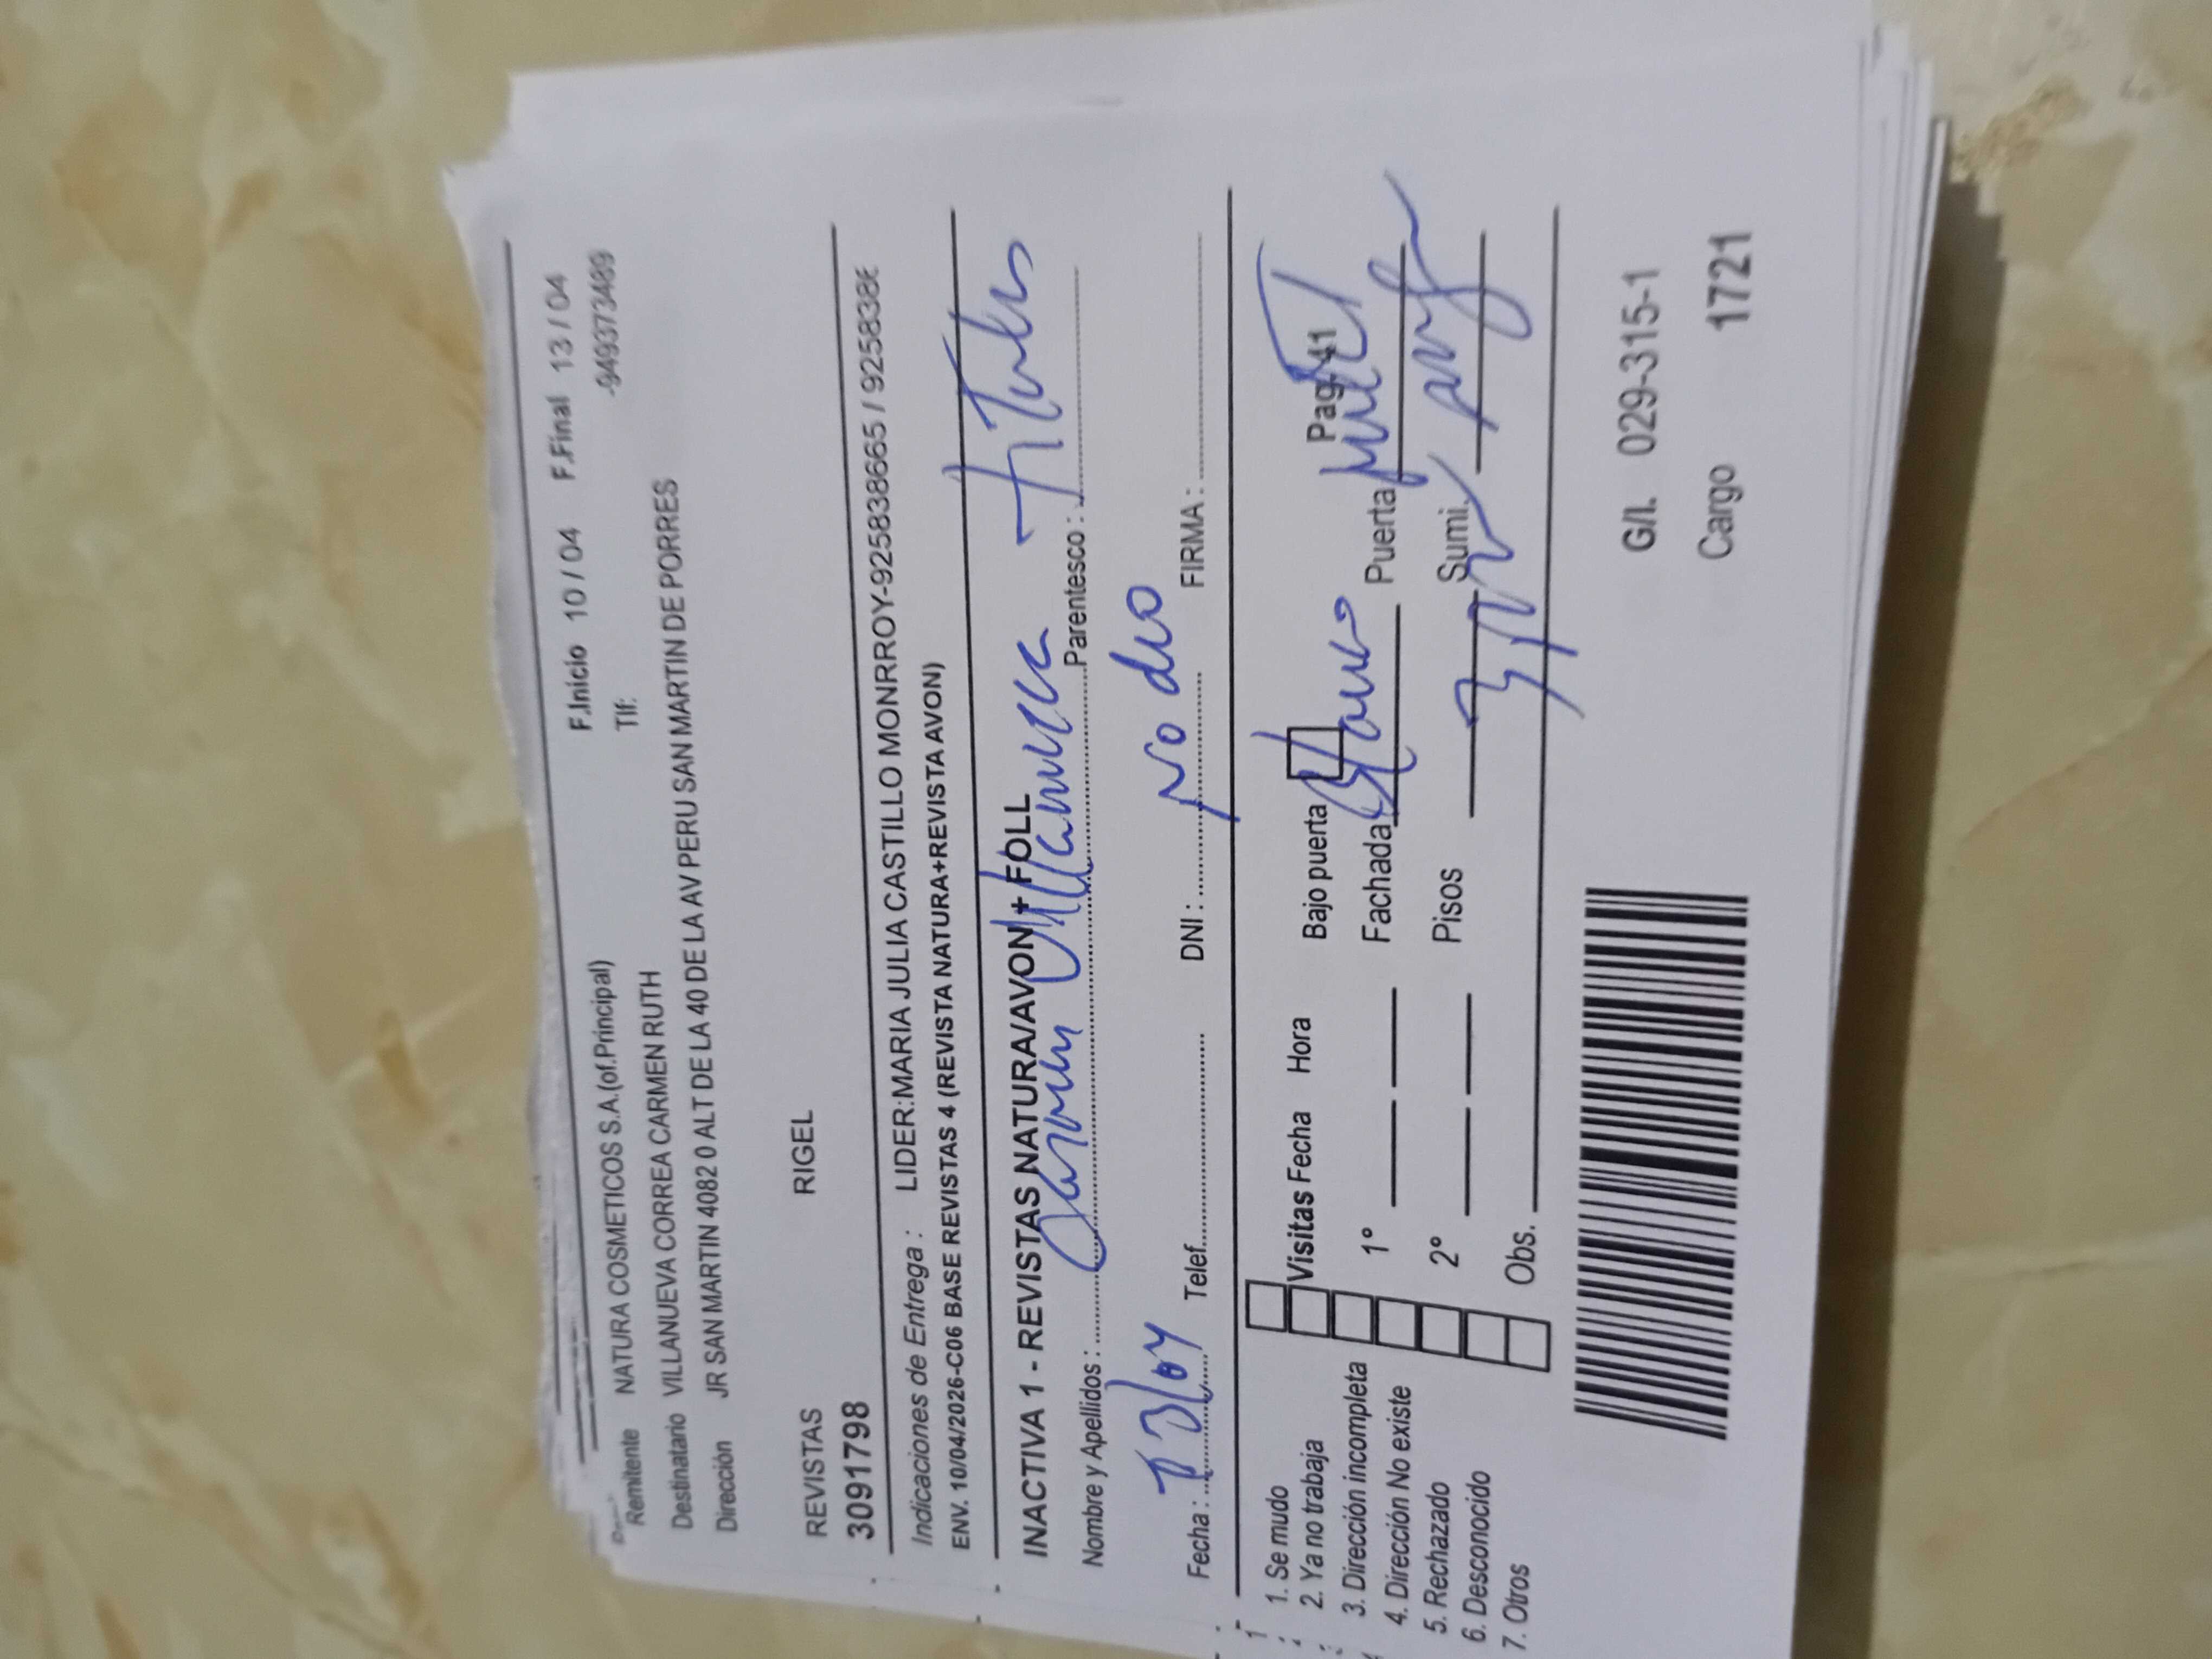 F.Inicio 10 / 04 F.Final 13 / 04
Remitente NATURA COSMETICOS S.A.(of.Principal) Tlf: -949373489
Destinatario VILLANUEVA CORREA CARMEN RUTH
Dirección JR SAN MARTIN 4082 0 ALT DE LA 40 DE LA AV PERU SAN MARTIN DE PORRES
REVISTAS RIGEL
3091798
Indicaciones de Entrega : LIDER:MARIA JULIA CASTILLO MONRROY-925838665 / 9258386
ENV. 10/04/2026-C06 BASE REVISTAS 4 (REVISTA NATURA+REVISTA AVON)
INACTIVA 1 - REVISTAS NATURA/AVON + FOLL
Nombre y Apellidos : Carmen Villanueva Parentesco : Titular
Fecha : 13/04 Telef. DNI : No dio FIRMA :
1. Se mudo Visitas Fecha Hora Bajo puerta Pag. 41
2. Ya no trabaja 1º Fachada Blanco Puerta Metal
3. Dirección incompleta 2º Pisos Sumi.
4. Dirección No existe Obs.
5. Rechazado
6. Desconocido
7. Otros
G/I. 029-315-1
Cargo 1721